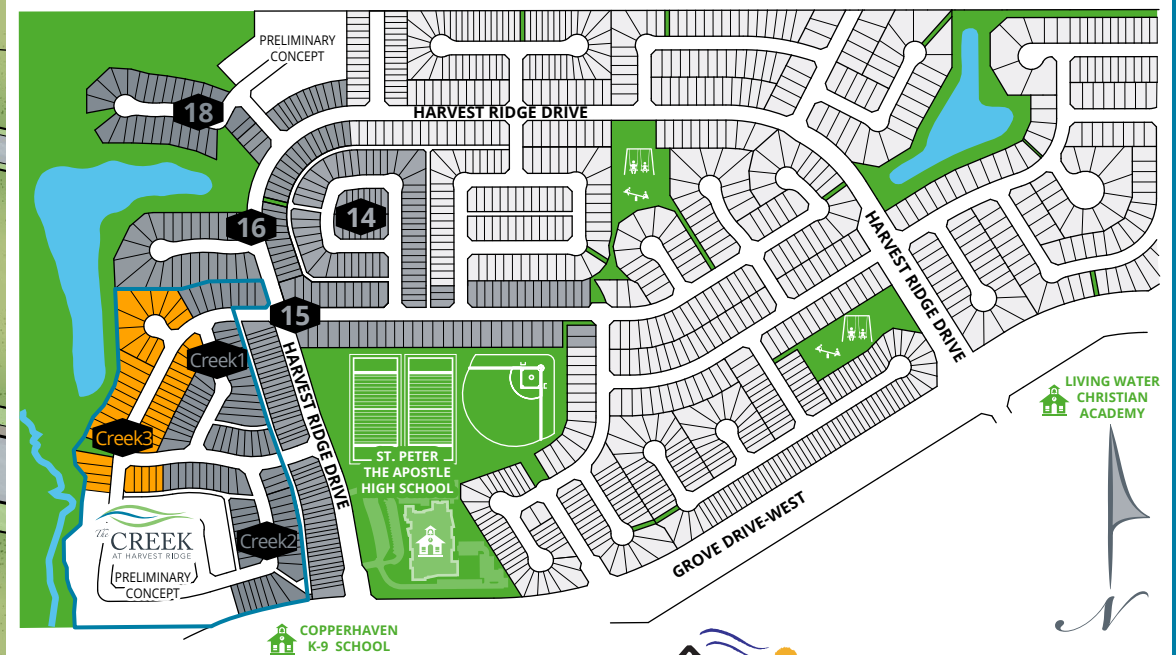 PRELIMINARY
CONCEPT
18
HARVEST RIDGE DRIVE
14
16
HARVEST RIDGE DRIVE
15
Creek1
HARVEST RIDGE DRIVE
LIVING WATER
CHRISTIAN
ACADEMY
Creek3
ST. PETER
THE APOSTLE
HIGH SCHOOL
GROVE DRIVE-WEST
The
CREEK
AT HARVEST RIDGE
Creek2
PRELIMINARY
CONCEPT
N
COPPERHAVEN
K-9 SCHOOL